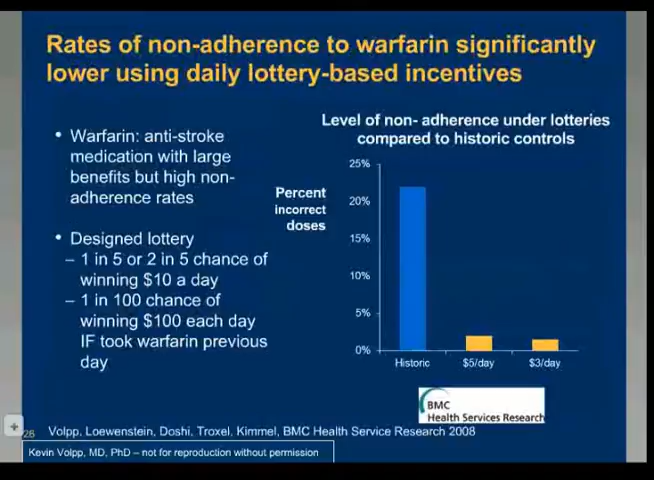 Rates of non-adherence to warfarin significantly
lower using daily lottery-based incentives
• Warfarin: anti-stroke
medication with large
benefits but high non-
adherence rates
• Designed lottery
– 1 in 5 or 2 in 5 chance of
winning $10 a day
– 1 in 100 chance of
winning $100 each day
IF took warfarin previous
day
Level of non- adherence under lotteries
compared to historic controls
Percent
incorrect
doses
25%
20%
15%
10%
5%
0%
Historic $5/day $3/day
BMC
Health Services Research
28
Volpp, Loewenstein, Doshi, Troxel, Kimmel, BMC Health Service Research 2008
Kevin Volpp, MD, PhD – not for reproduction without permission